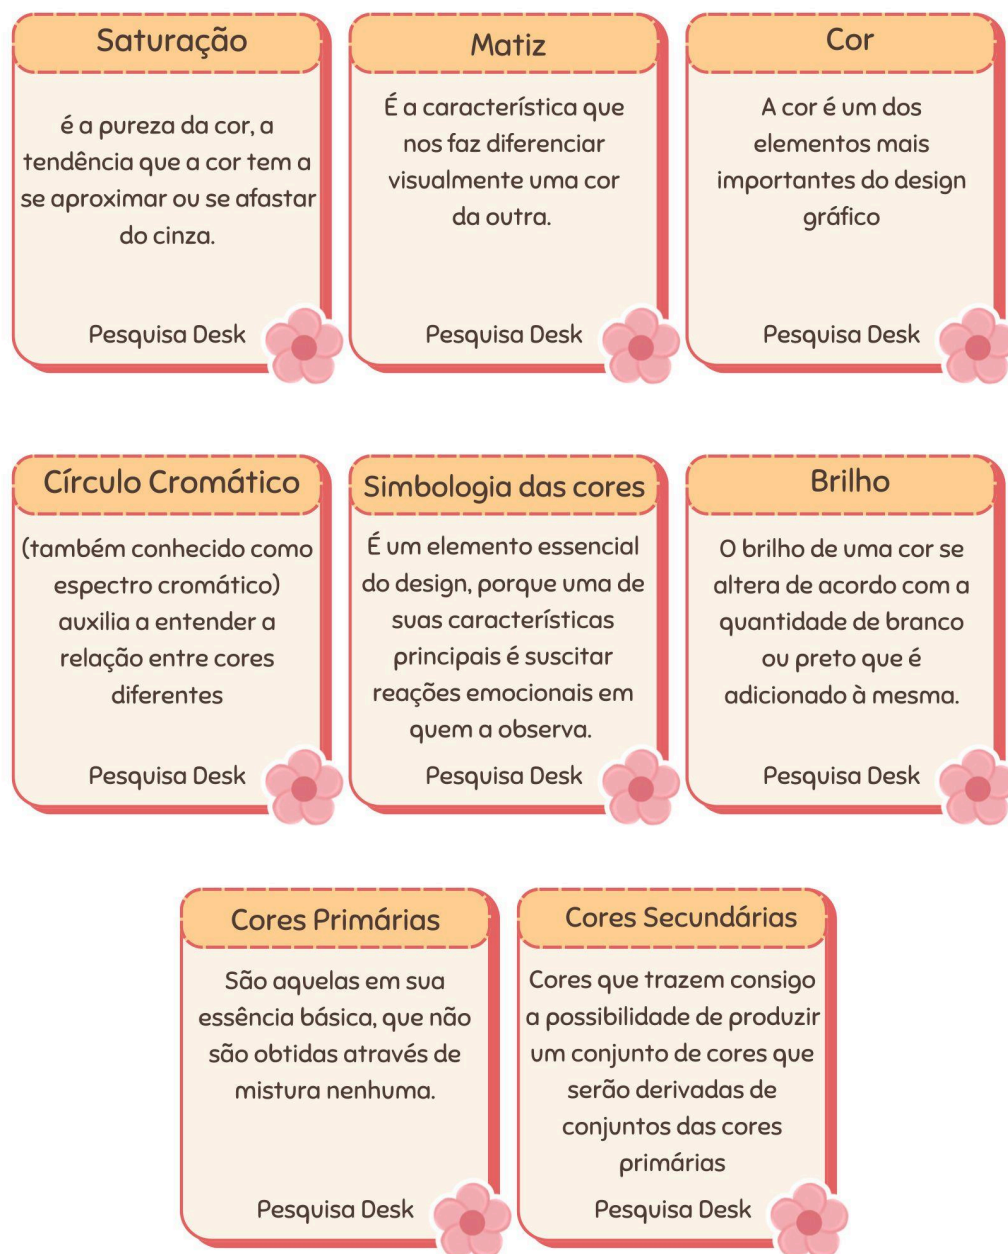 Saturação
é a pureza da cor, a
tendência que a cor tem a
se aproximar ou se afastar
do cinza.
Pesquisa Desk
Matiz
É a característica que
nos faz diferenciar
visualmente uma cor
da outra.
Pesquisa Desk
Cor
A cor é um dos
elementos mais
importantes do design
gráfico
Pesquisa Desk
Círculo Cromático
(também conhecido como
espectro cromático)
auxilia a entender a
relação entre cores
diferentes
Pesquisa Desk
Simbologia das cores
É um elemento essencial
do design, porque uma de
suas características
principais é suscitar
reações emocionais em
quem a observa.
Pesquisa Desk
Brilho
O brilho de uma cor se
altera de acordo com a
quantidade de branco
ou preto que é
adicionado à mesma.
Pesquisa Desk
Cores Primárias
São aquelas em sua
essência básica, que não
são obtidas através de
mistura nenhuma.
Pesquisa Desk
Cores Secundárias
Cores que trazem consigo
a possibilidade de produzir
um conjunto de cores que
serão derivadas de
conjuntos das cores
primárias
Pesquisa Desk